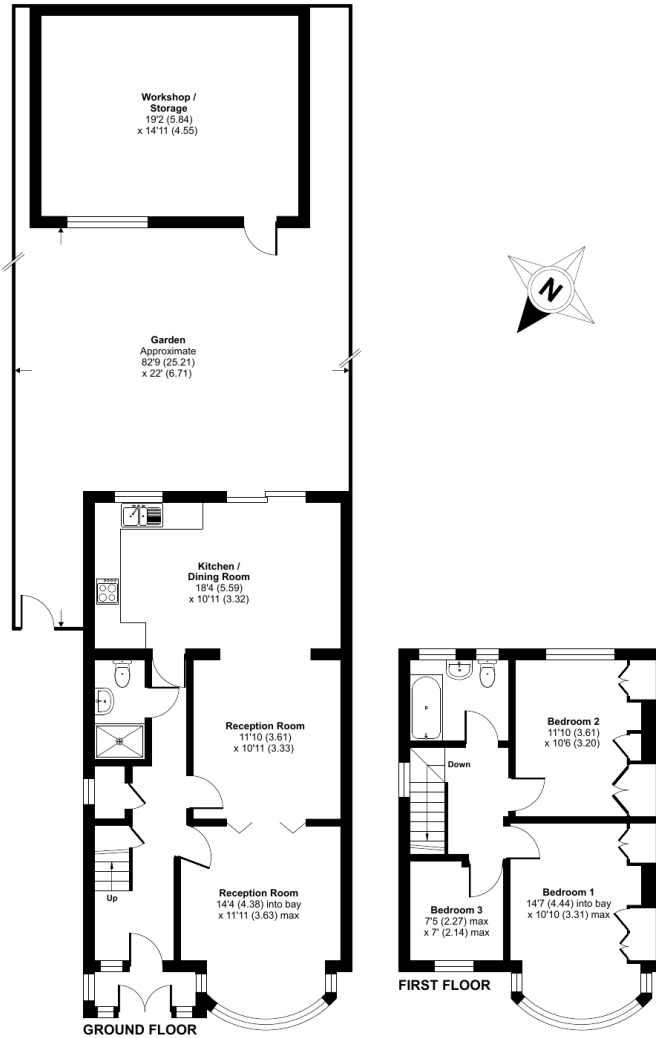 Workshop /
Storage
19'2 (5.84)
x 14'11 (4.55)
N
Garden
Approximate
82'9 (25.21)
x 22' (6.71)
Kitchen /
Dining Room
18'4 (5.59)
x 10'11 (3.32)
Reception Room
11'10 (3.61)
x 10'11 (3.33)
Up
Reception Room
14'4 (4.38) into bay
x 11'11 (3.63) max
GROUND FLOOR
Bedroom 2
11'10 (3.61)
x 10'6 (3.20)
Down
Bedroom 1
14'7 (4.44) into bay
x 10'10 (3.31) max
Bedroom 3
7'5 (2.27) max
x 7' (2.14) max
FIRST FLOOR